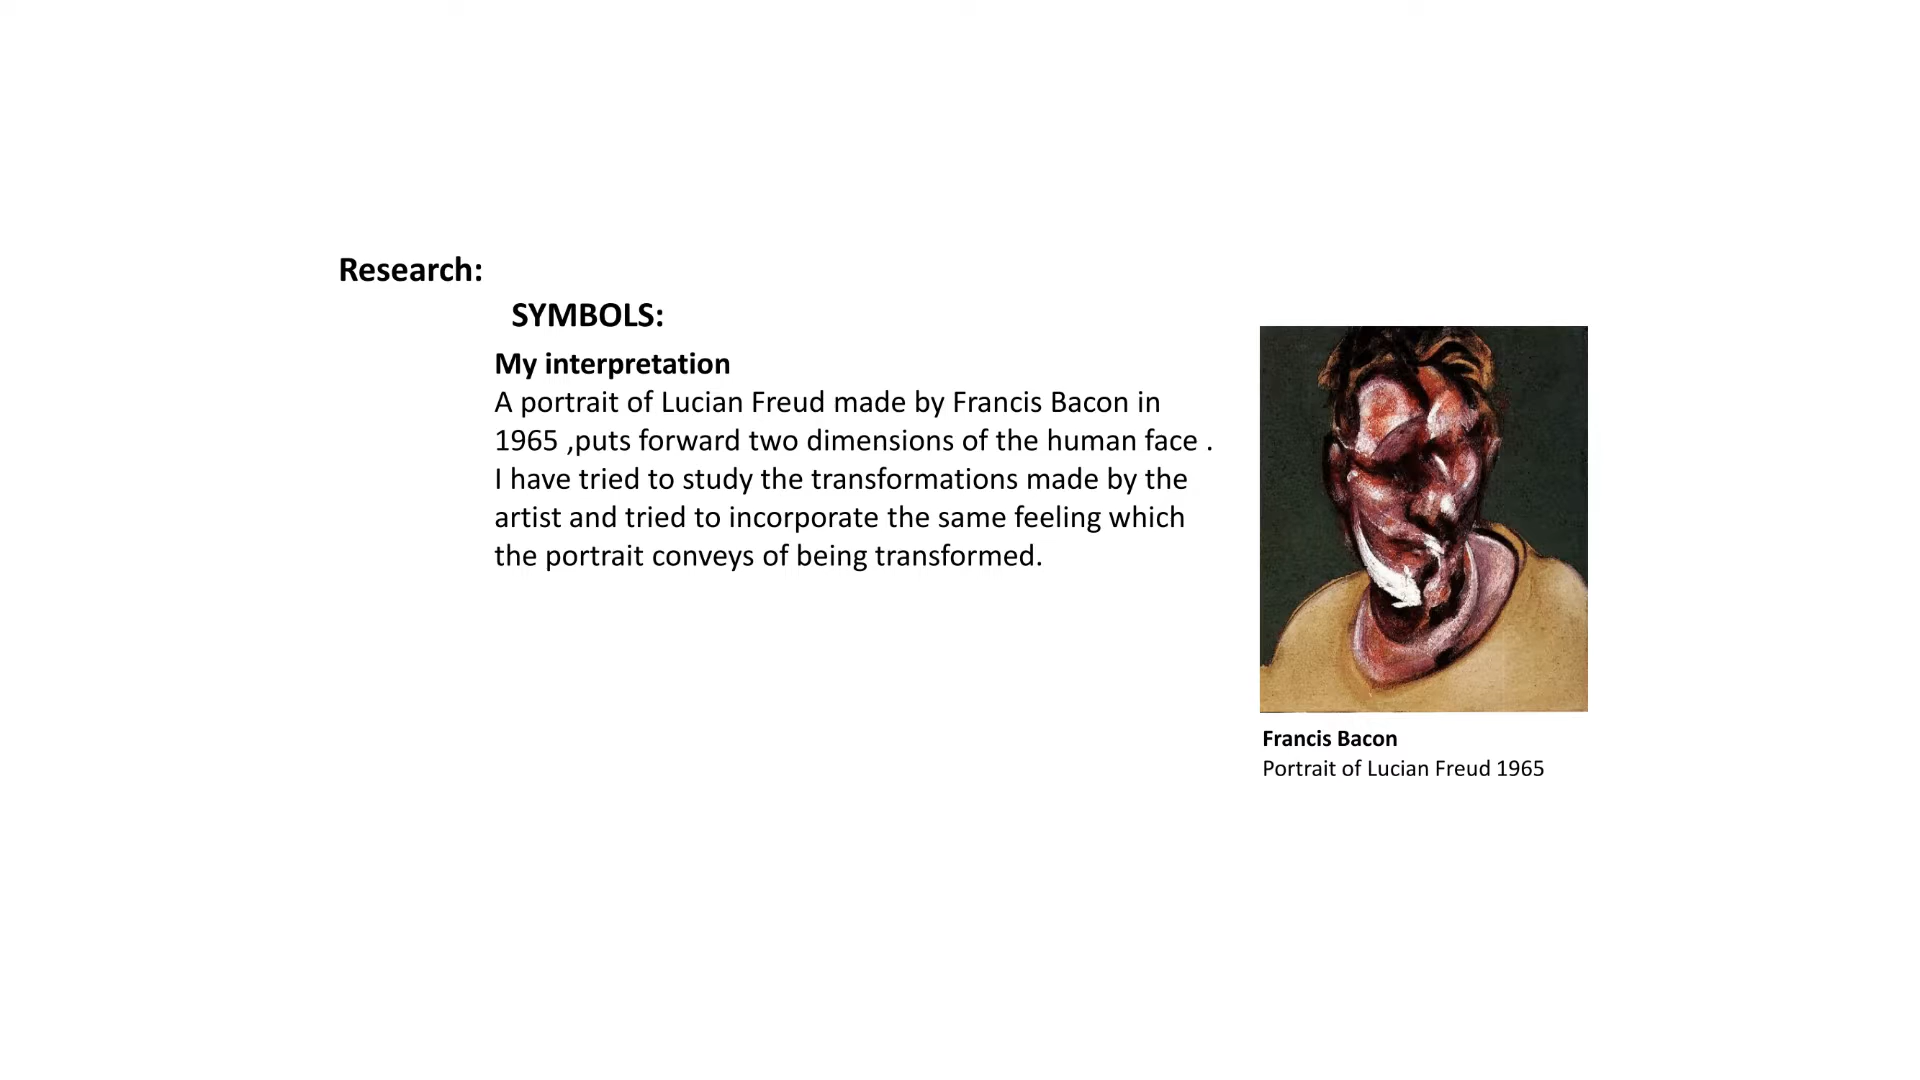 Research:
SYMBOLS:
My interpretation
A portrait of Lucian Freud made by Francis Bacon in
1965 ,puts forward two dimensions of the human face .
I have tried to study the transformations made by the
artist and tried to incorporate the same feeling which
the portrait conveys of being transformed.
Francis Bacon
Portrait of Lucian Freud 1965